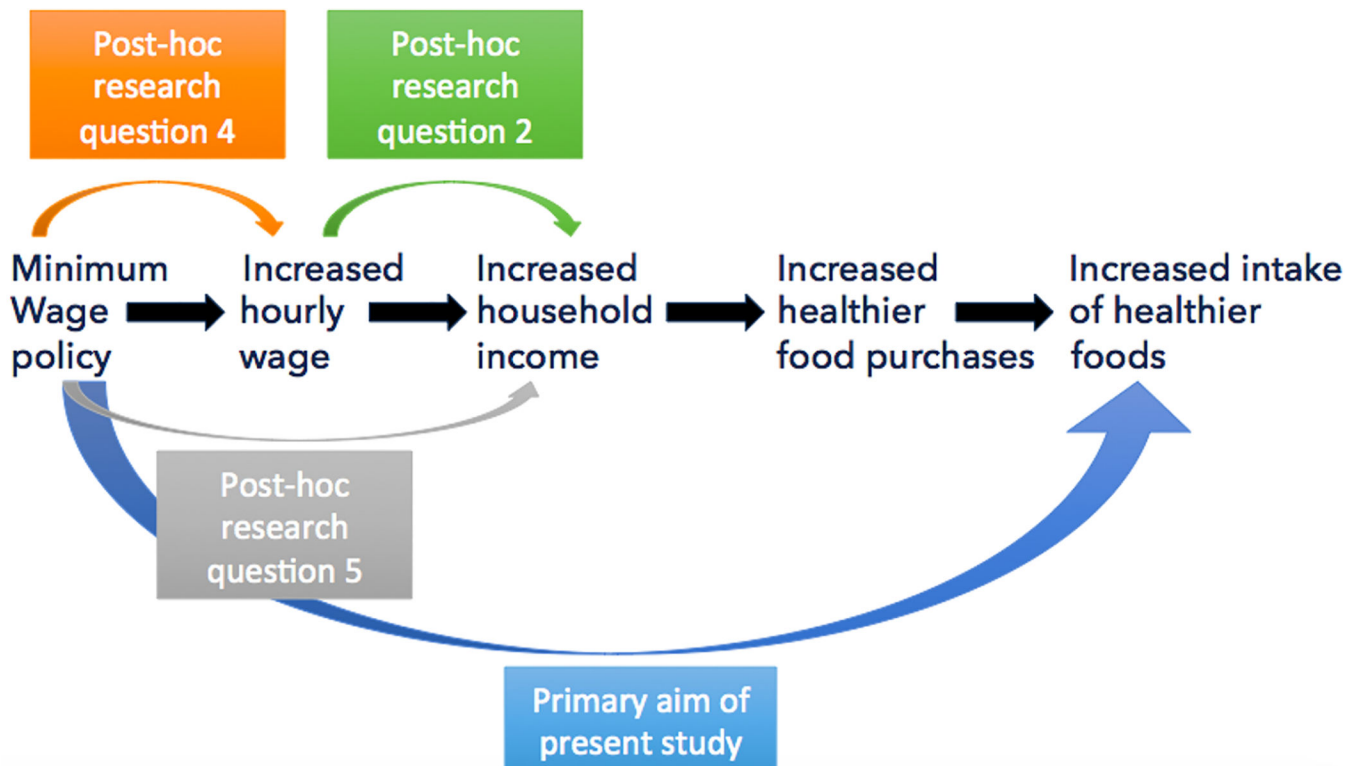 Post-hoc
research
question 4
Post-hoc
research
question 2
Minimum
Wage
policy
Increased
hourly
wage
Increased
household
income
Increased
healthier
food purchases
Increased intake
of healthier
foods
Post-hoc
research
question 5
Primary aim of
present study